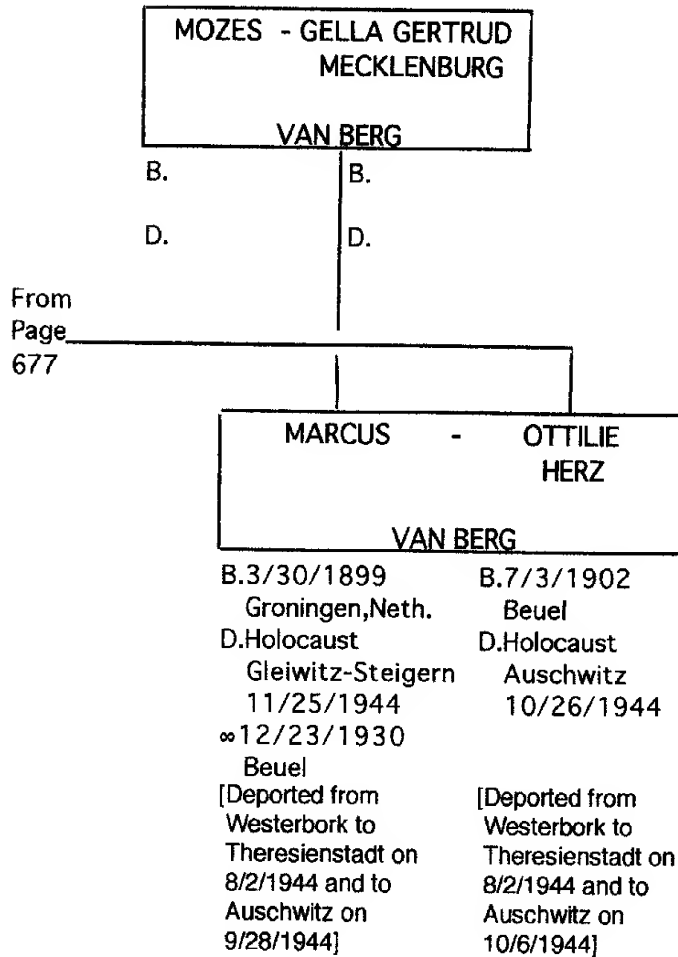 MOZES - GELLA GERTRUD
MECKLENBURG
VAN BERG
B. B.
D. D.
From
Page
677
MARCUS - OTTILIE
HERZ
VAN BERG
B.3/30/1899
Groningen,Neth.
D.Holocaust
Gleiwitz-Steigern
11/25/1944
∞12/23/1930
Beuel
[Deported from
Westerbork to
Theresienstadt on
8/2/1944 and to
Auschwitz on
9/28/1944]
B.7/3/1902
Beuel
D.Holocaust
Auschwitz
10/26/1944
[Deported from
Westerbork to
Theresienstadt on
8/2/1944 and to
Auschwitz on
10/6/1944]